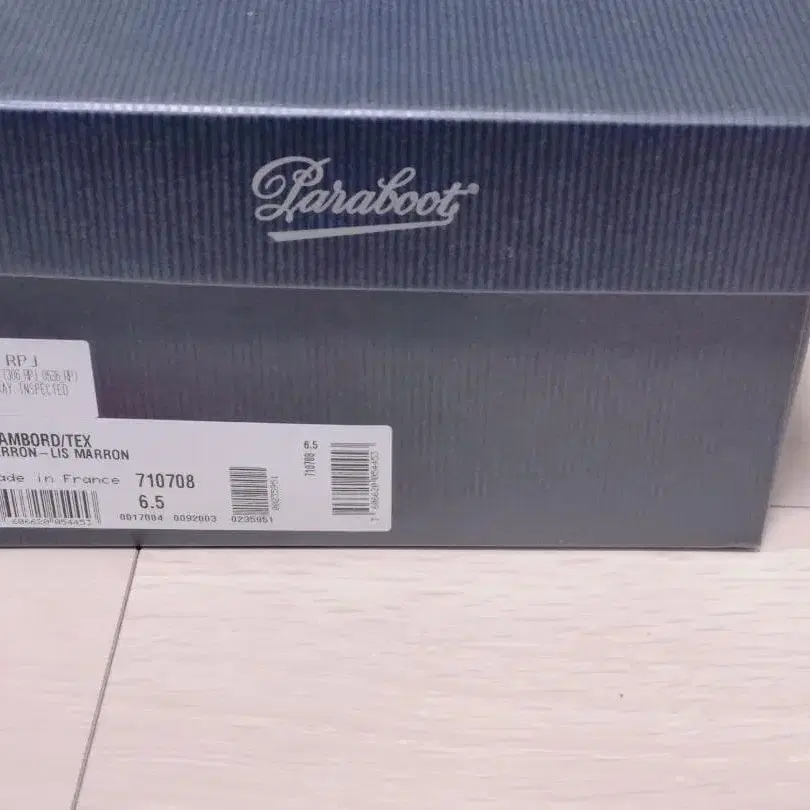 Paraboot
RPJ
INSPECTED
AMBORD/TEX
RRON-LIS MARRON
ade in France 710708
6.5
0017004 0092003 0235951
6.5
710708